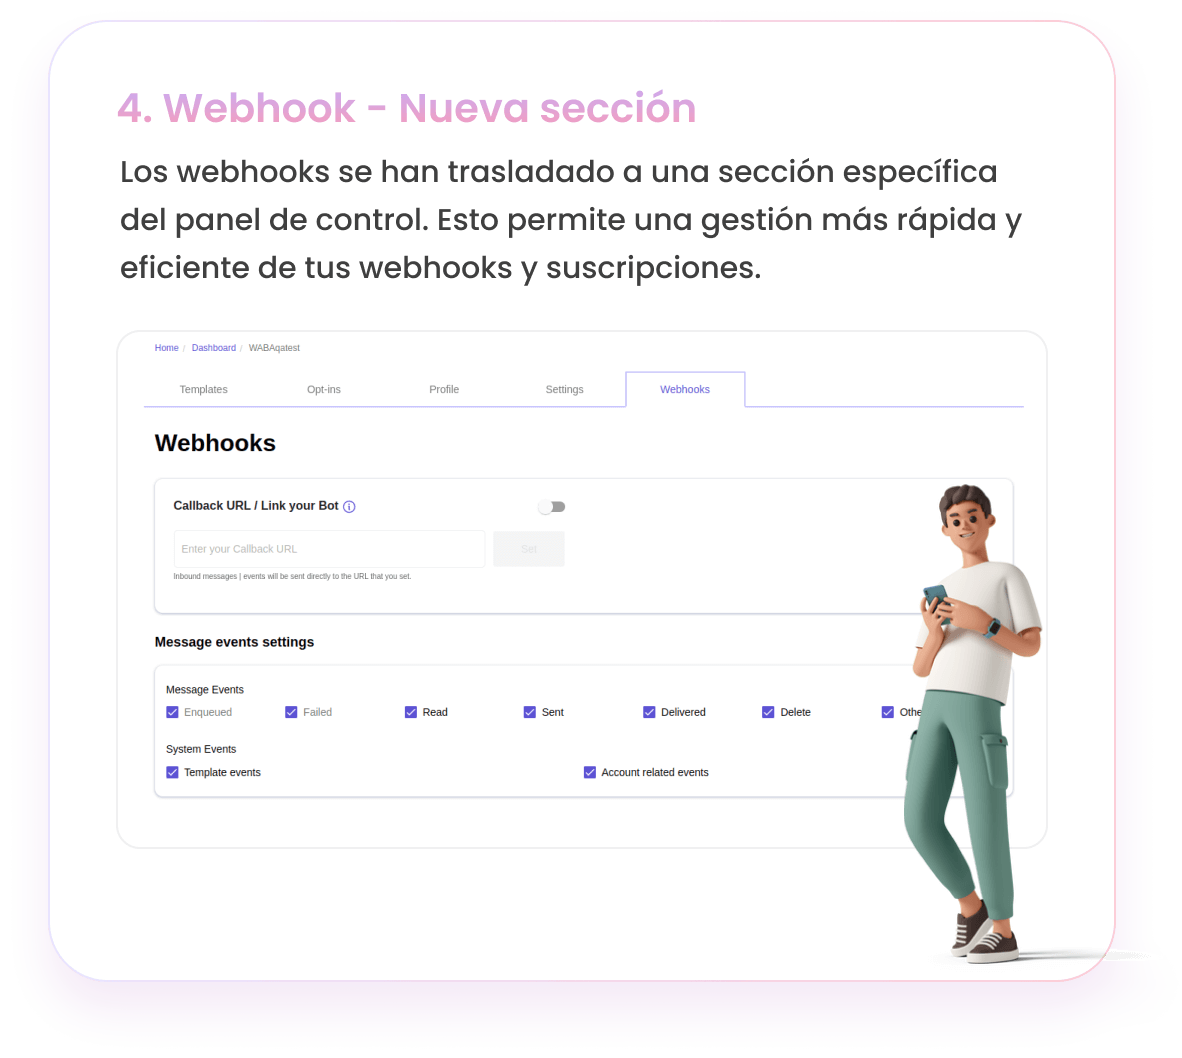 4. Webhook - Nueva sección
Los webhooks se han trasladado a una sección específica
del panel de control. Esto permite una gestión más rápida y
eficiente de tus webhooks y suscripciones.
Home / Dashboard / WABAqatest
Templates Opt-ins Profile Settings Webhooks
Webhooks
Callback URL / Link your Bot
Enter your Callback URL Set
Inbound messages | events will be sent directly to the URL that you set.
Message events settings
Message Events
Enqueued Failed Read Sent Delivered Delete
System Events
Template events Account related events